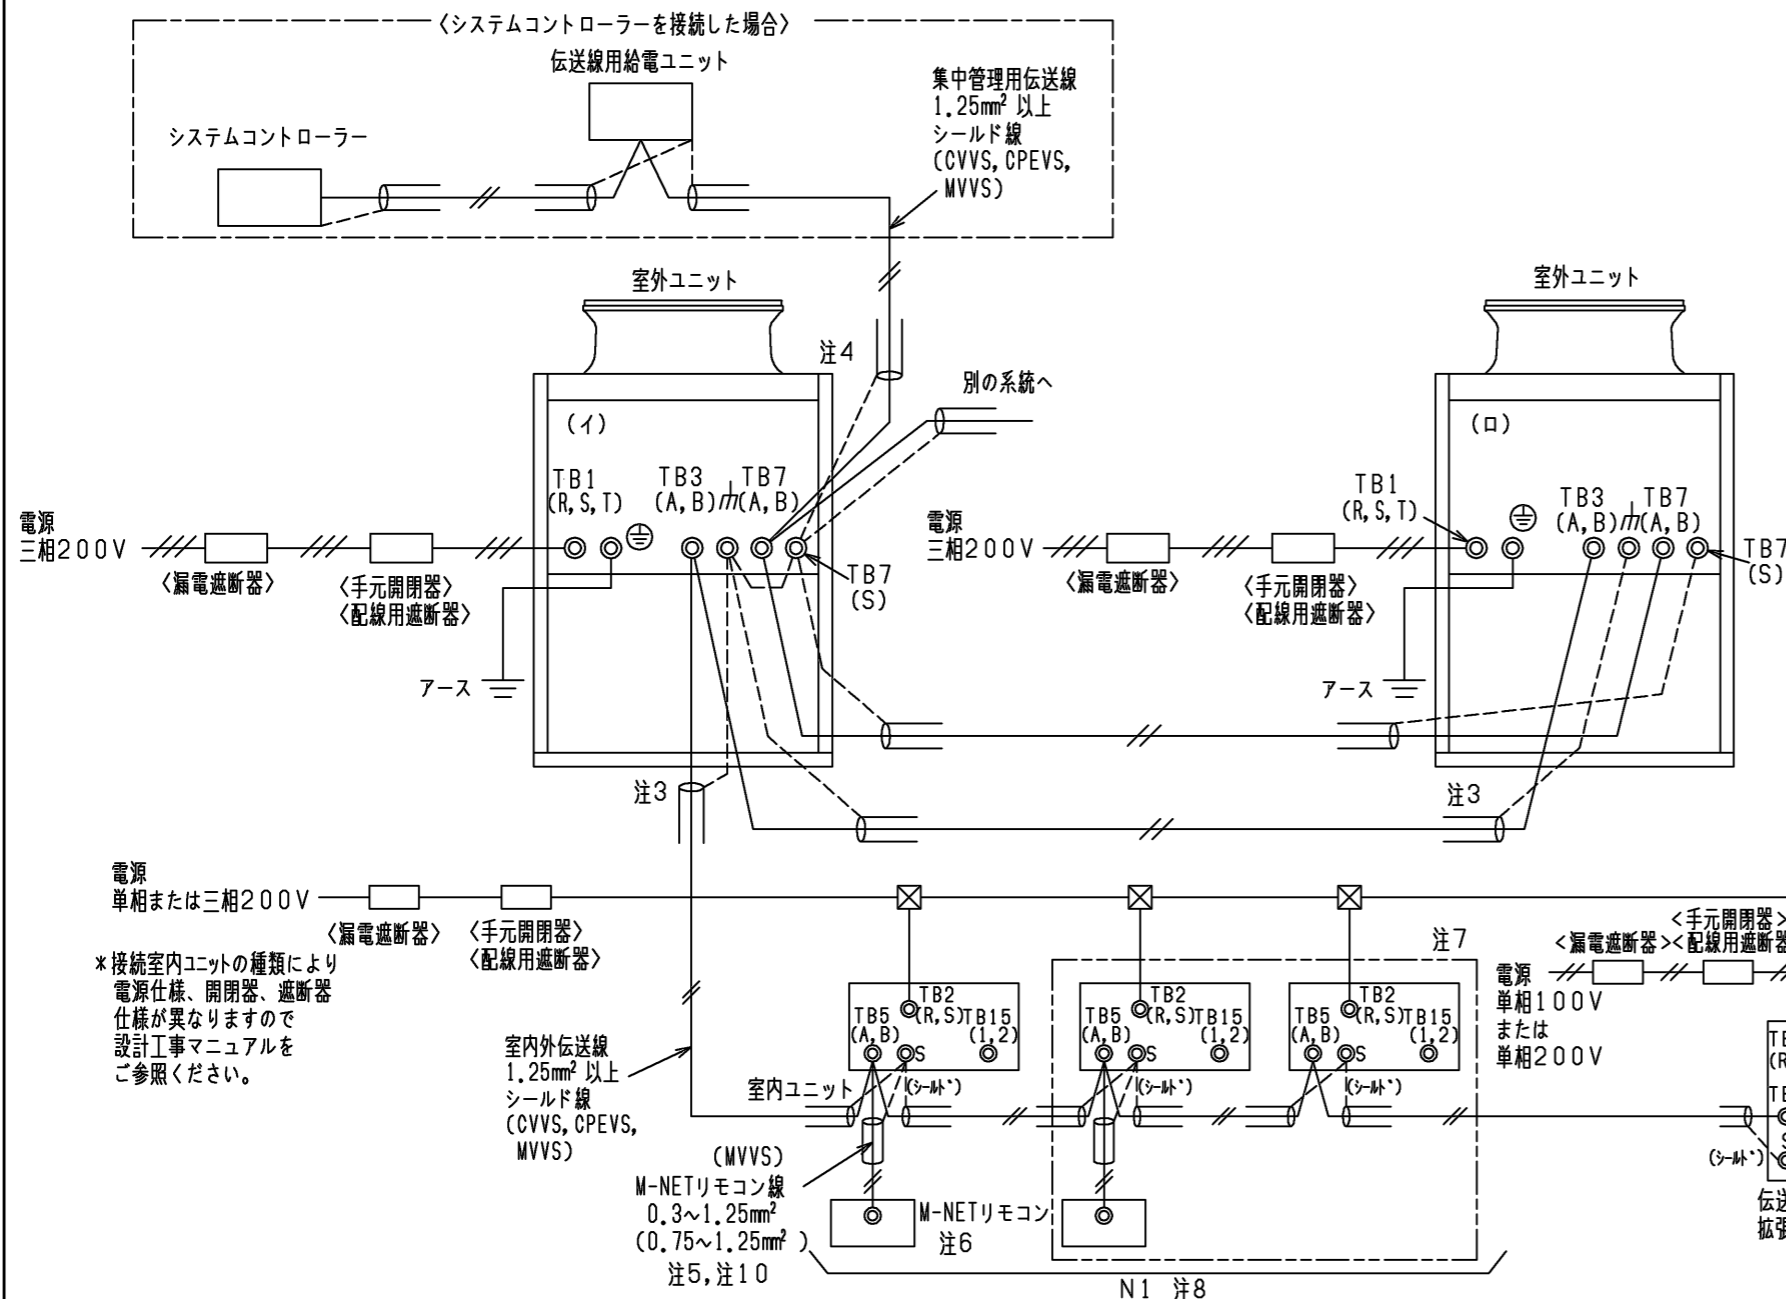 〈システムコントローラーを接続した場合〉
伝送線用給電ユニット
システムコントローラー
集中管理用伝送線
1.25mm² 以上
シールド線
(CVVS,CPEVS,
MVVS)
室外ユニット
注4
別の系統へ
(イ)
TB1
(R,S,T)
TB3
(A,B)
TB7
(A,B)
電源
三相200V
〈漏電遮断器〉
〈手元開閉器〉
〈配線用遮断器〉
TB7
(S)
アース
注3
室外ユニット
(ロ)
TB1
(R,S,T)
TB3
(A,B)
TB7
(A,B)
電源
三相200V
〈漏電遮断器〉
〈手元開閉器〉
〈配線用遮断器〉
TB7
(S)
アース
注3
電源
単相または三相200V
〈漏電遮断器〉
〈手元開閉器〉
〈配線用遮断器〉
*接続室内ユニットの種類により
電源仕様、開閉器、遮断器
仕様が異なりますので
設計工事マニュアルを
ご参照ください。
室内外伝送線
1.25mm² 以上
シールド線
(CVVS,CPEVS,
MVVS)
TB2
(R,S)
TB5
(A,B)
TB15
(1,2)
S
室内ユニット
(シールド)
注7
TB2
(R,S)
TB5
(A,B)
TB15
(1,2)
S
(シールド)
TB2
(R,S)
TB5
(A,B)
TB15
(1,2)
S
(シールド)
<漏電遮断器>
<手元開閉器>
<配線用遮断器
電源
単相100V
または
単相200V
(シールド)
(MVVS)
M-NETリモコン線
0.3~1.25mm²
(0.75~1.25mm²)
注5,注10
M-NETリモコン
注6
N1 注8